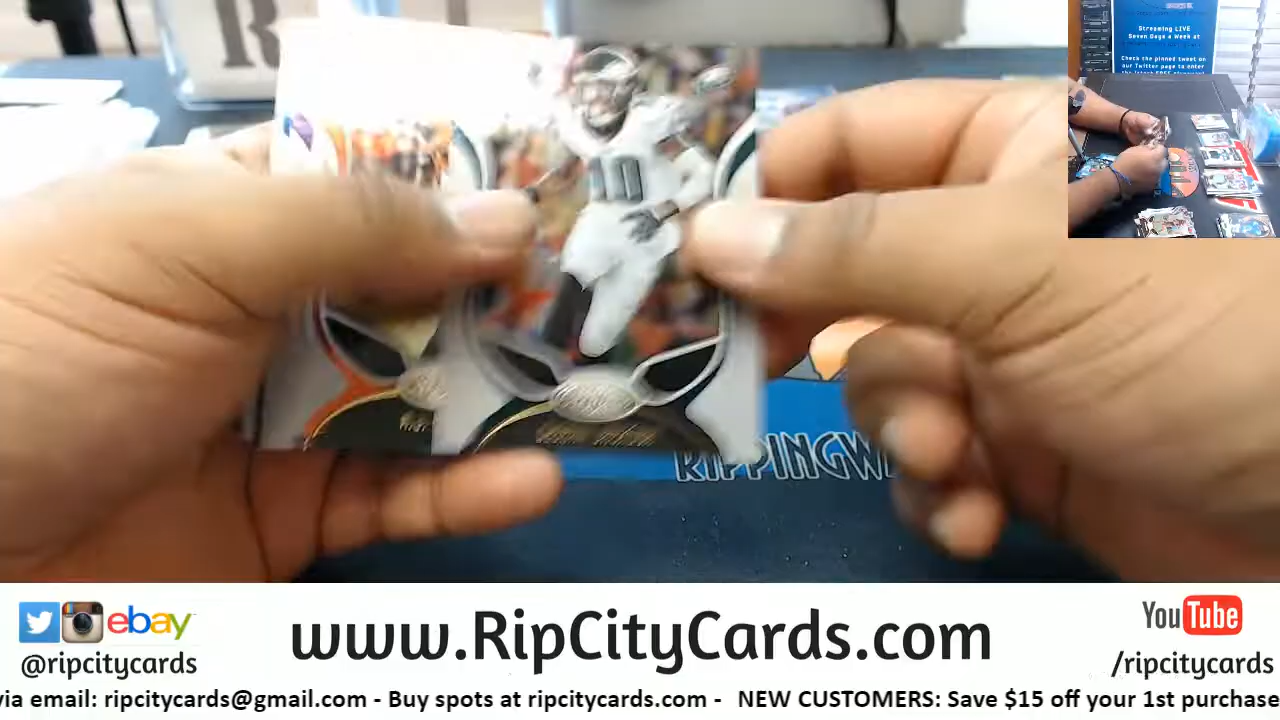 Streaming LIVE
Seven Days a Week at
Check the pinned tweet on
our Twitter page to enter
10
RIPPINGW
ebay
www.RipCityCards.com
You Tube
@ripcitycards
/ripcitycards
via email: ripcitycards@gmail.com - Buy spots at ripcitycards.com - NEW CUSTOMERS: Save $15 off your 1st purchase